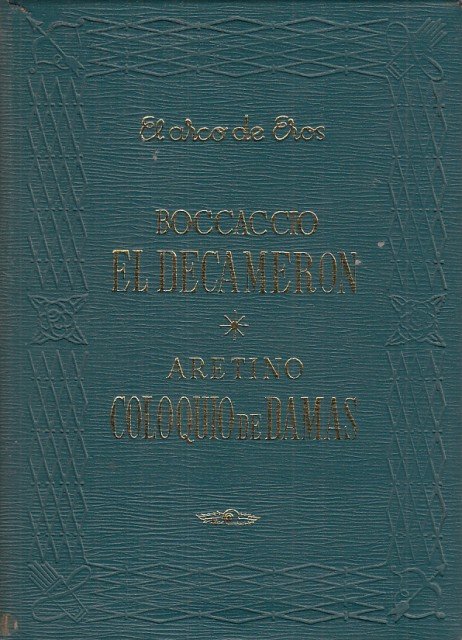 El arco de Eros
BOCCACCIO
EL DECAMERON
ARETINO
COLOQUIO DE DAMAS